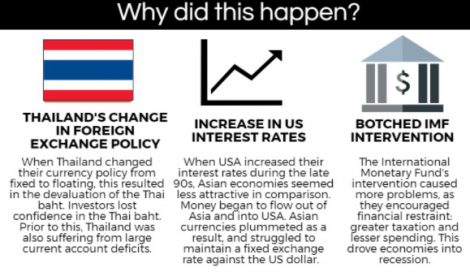 Why did this happen?
$
THAILAND'S CHANGE
IN FOREIGN
EXCHANGE POLICY
When Thailand changed
their currency policy from
fixed to floating, this resulted
in the devaluation of the Thai
baht. Investors lost
confidence in the Thai baht.
Prior to this, Thailand was
also suffering from large
current account deficits.
INCREASE IN US
INTEREST RATES
When USA increased their
interest rates during the late
90s, Asian economies seemed
less attractive in comparison.
Money began to flow out of
Asia and into USA. Asian
currencies plummeted as a
result, and struggled to
maintain a fixed exchange
rate against the US dollar.
BOTCHED IMF
INTERVENTION
The International
Monetary Fund's
intervention caused
more problems, as
they encouraged
financial restraint:
greater taxation and
lesser spending. This
drove economies into
recession.